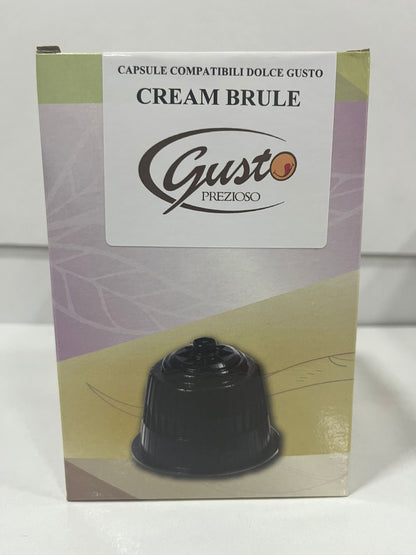 CAPSULE COMPATIBILI DOLCE GUSTO
CREAM BRULE
Gusto
PREZIOSO